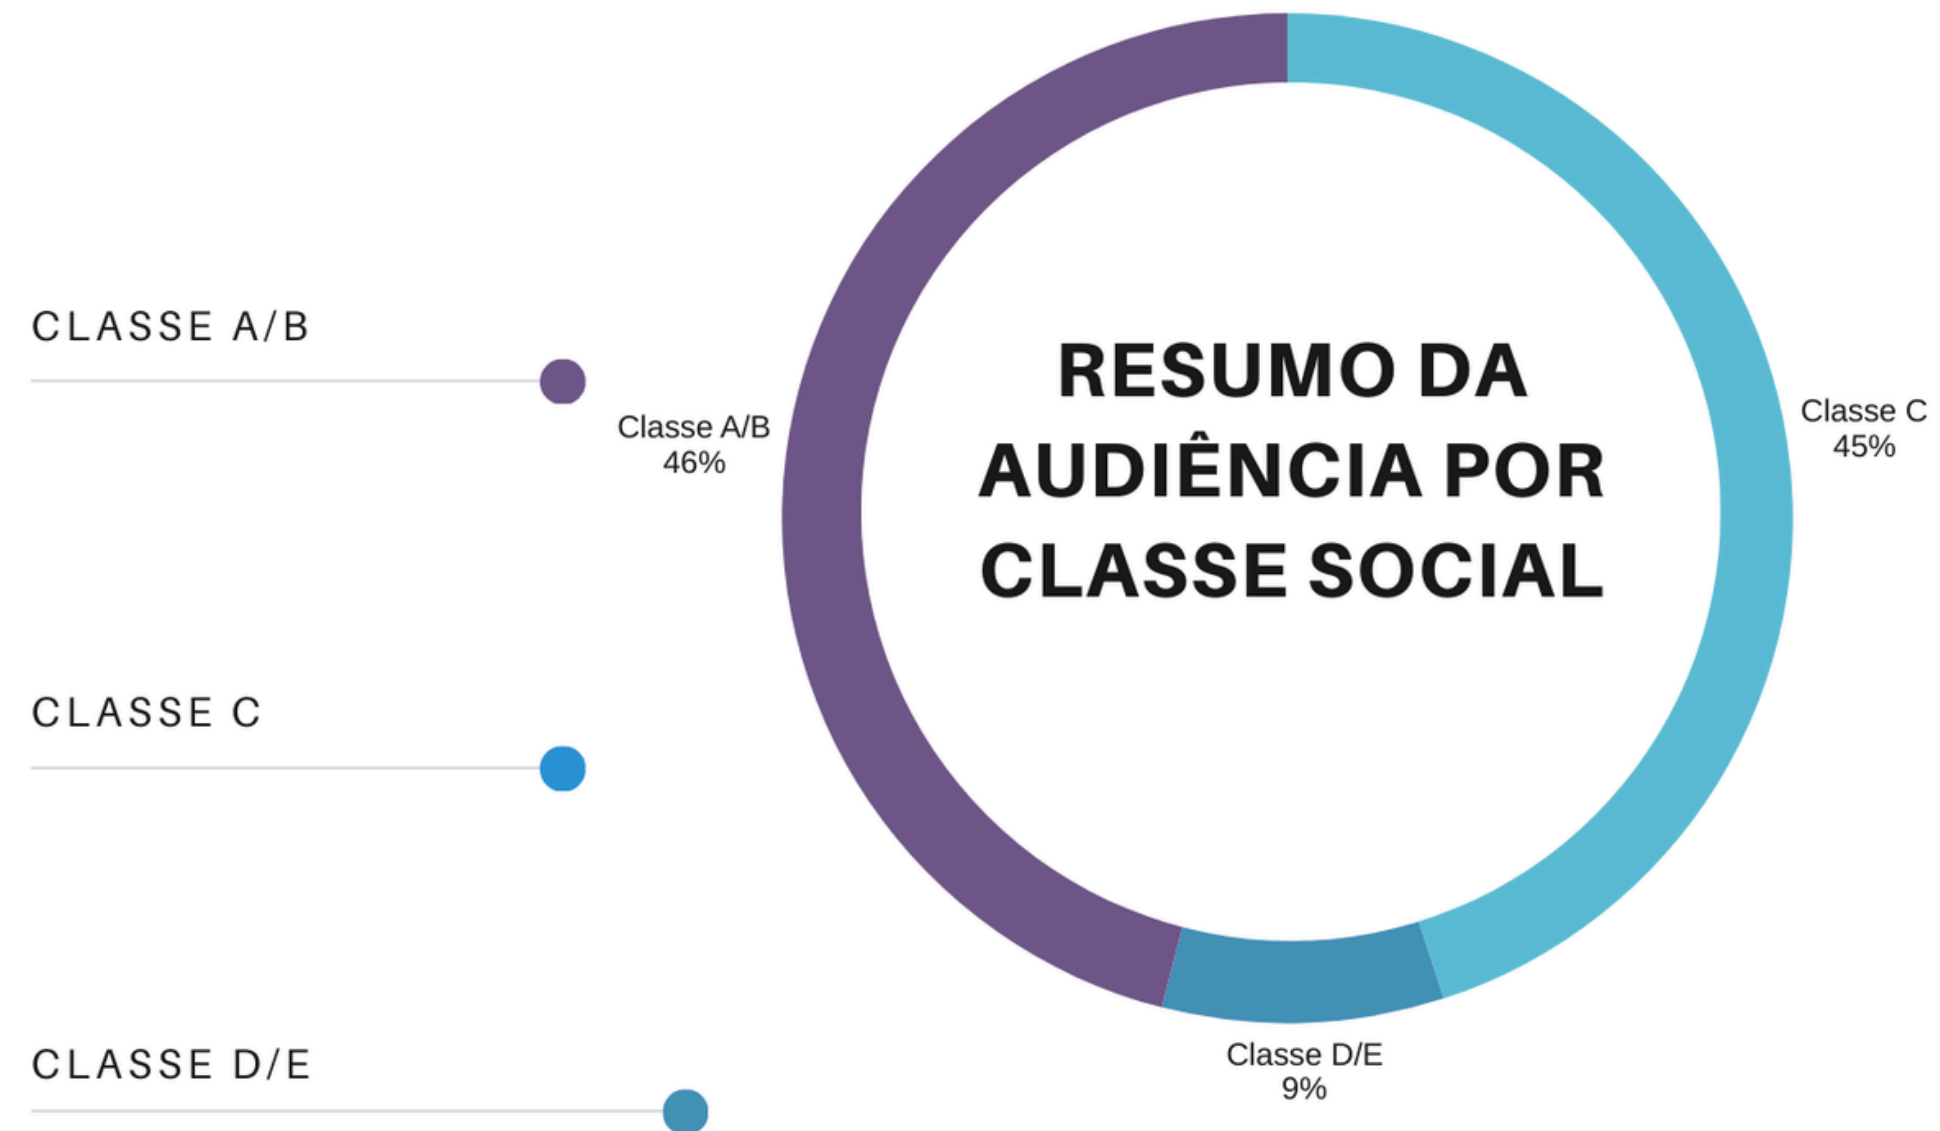 CLASSE A/B
Classe A/B
46%
CLASSE C
CLASSE D/E
RESUMO DA
AUDIÊNCIA POR
CLASSE SOCIAL
Classe C
45%
Classe D/E
9%